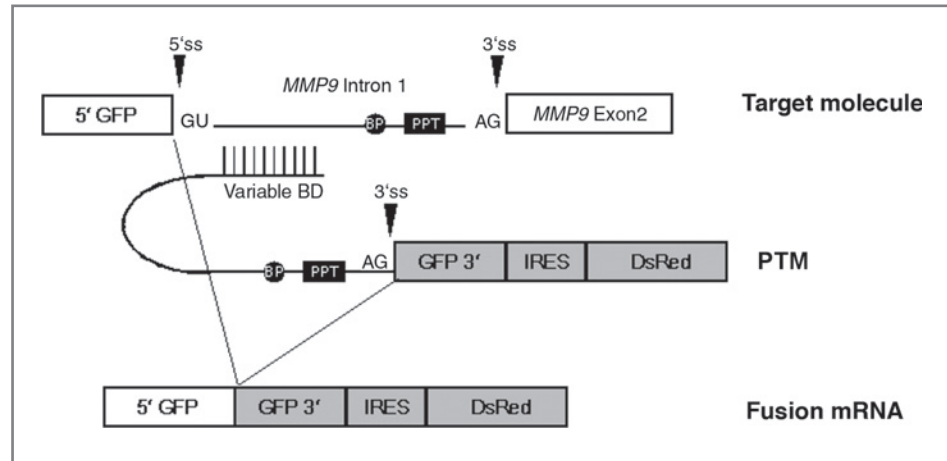 5‘ss 3‘ss
MMP9 Intron 1
5‘ GFP GU BP PPT AG MMP9 Exon2 Target molecule
Variable BD
3‘ss
BP PPT AG GFP 3‘ IRES DsRed PTM
5‘ GFP GFP 3‘ IRES DsRed Fusion mRNA